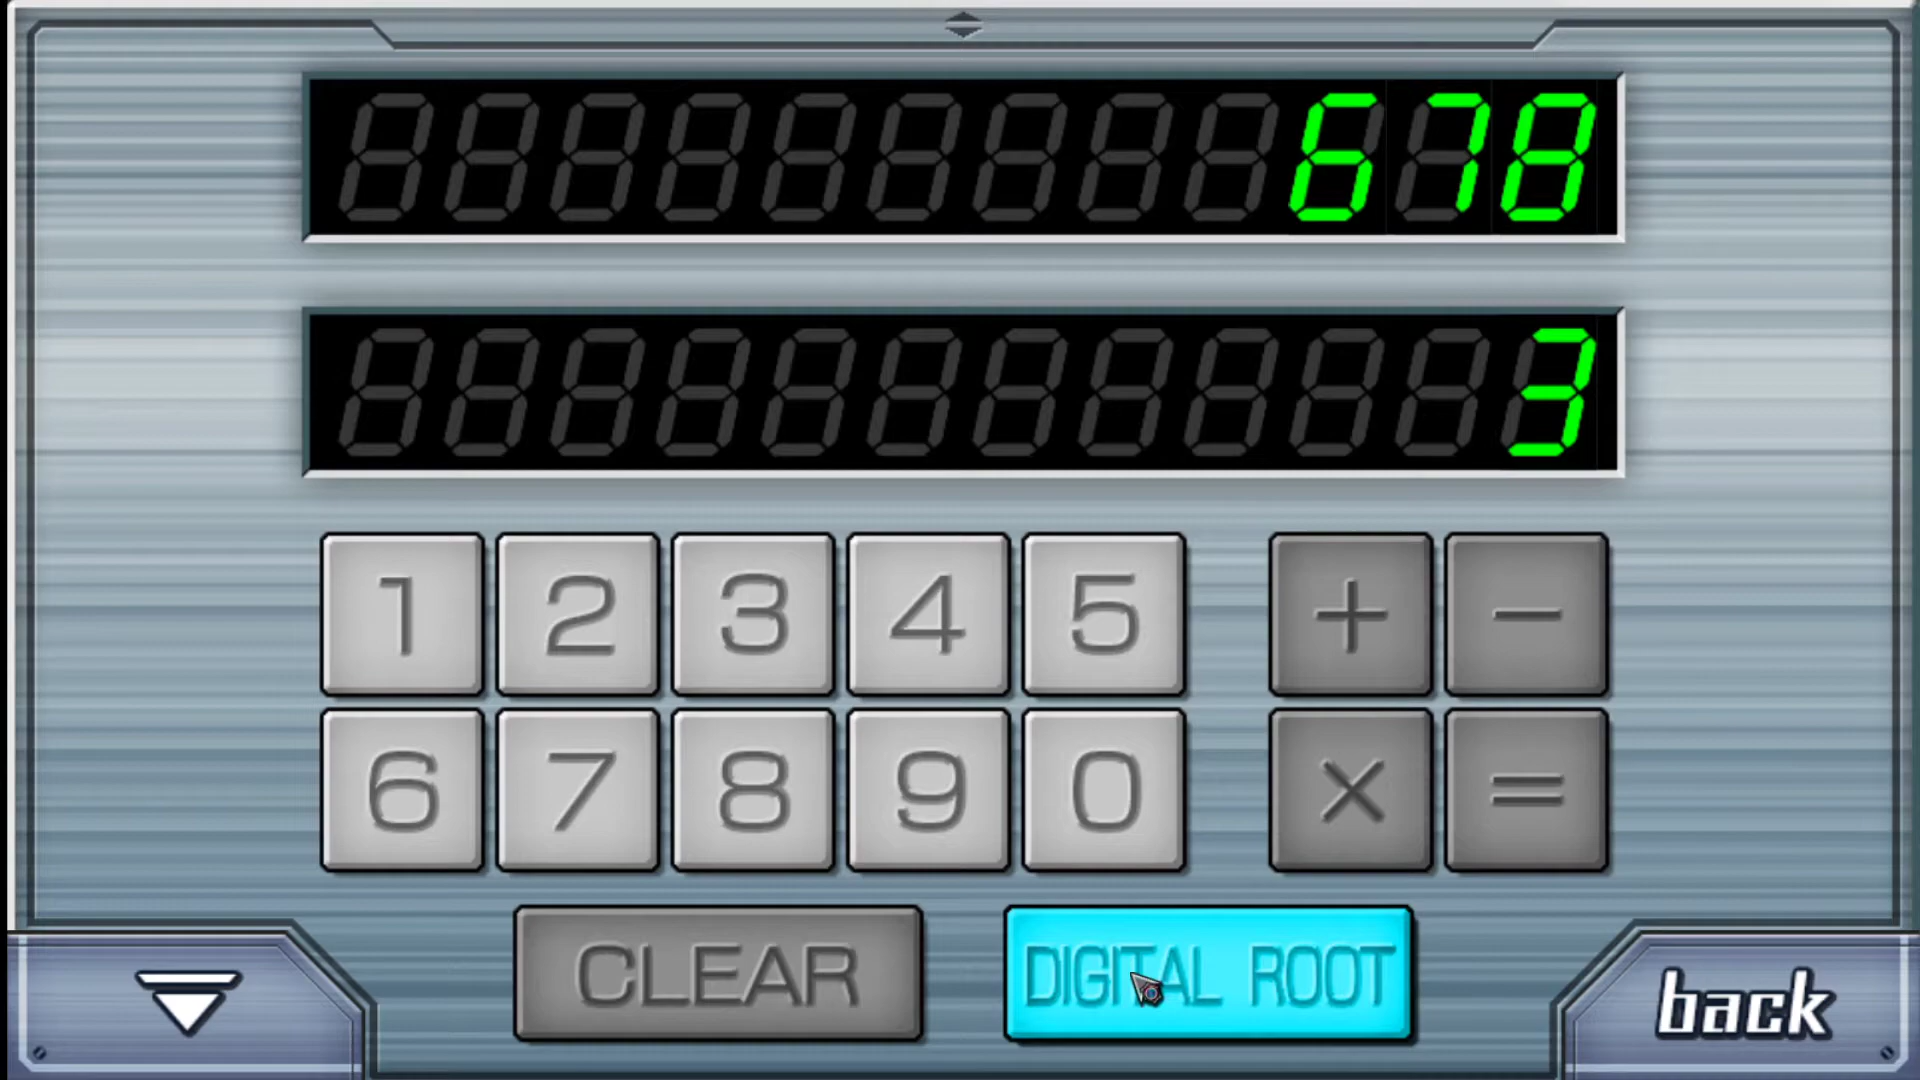 678
3
1 2 3 4 5 + −
6 7 8 9 0 × =
CLEAR DIGITAL ROOT
back